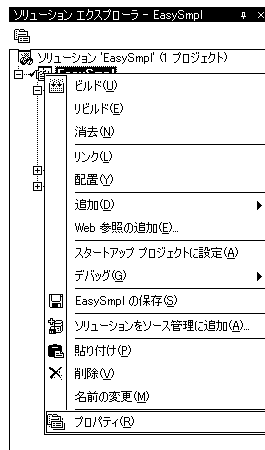 ソリューション エクスプローラ - EasySmpl
ソリューション 'EasySmpl' (1 プロジェクト)
EasySmpl
ビルド(U)
リビルド(E)
消去(N)
リンク(L)
配置(Y)
追加(D)
Web 参照の追加(E)...
スタートアップ プロジェクトに設定(A)
デバッグ(G)
EasySmpl の保存(S)
ソリューションをソース管理に追加(A)...
貼り付け(P)
削除(V)
名前の変更(M)
プロパティ(R)